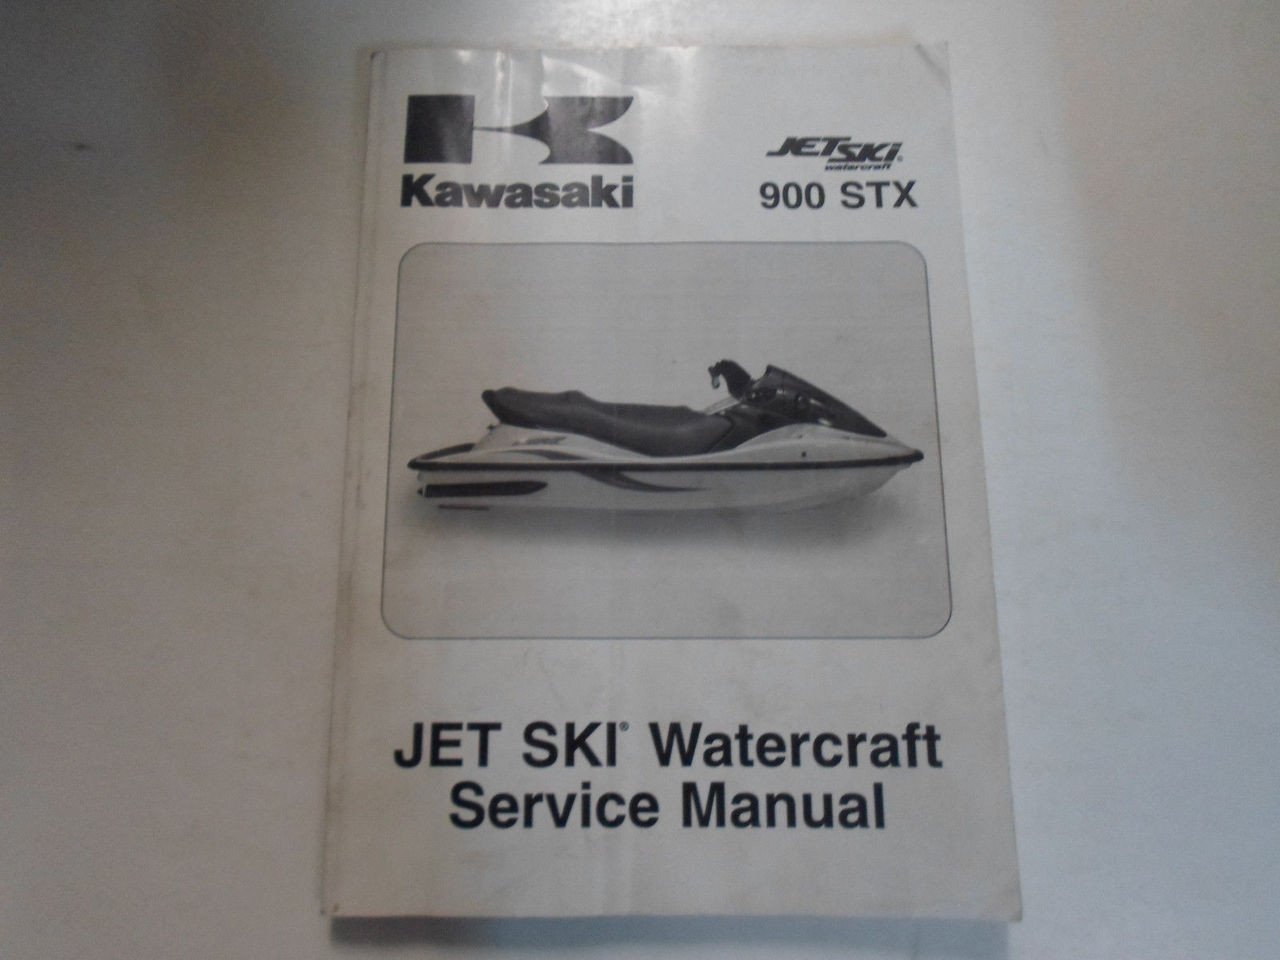 Kawasaki
JET SKI®
watercraft
900 STX
JET SKI® Watercraft
Service Manual